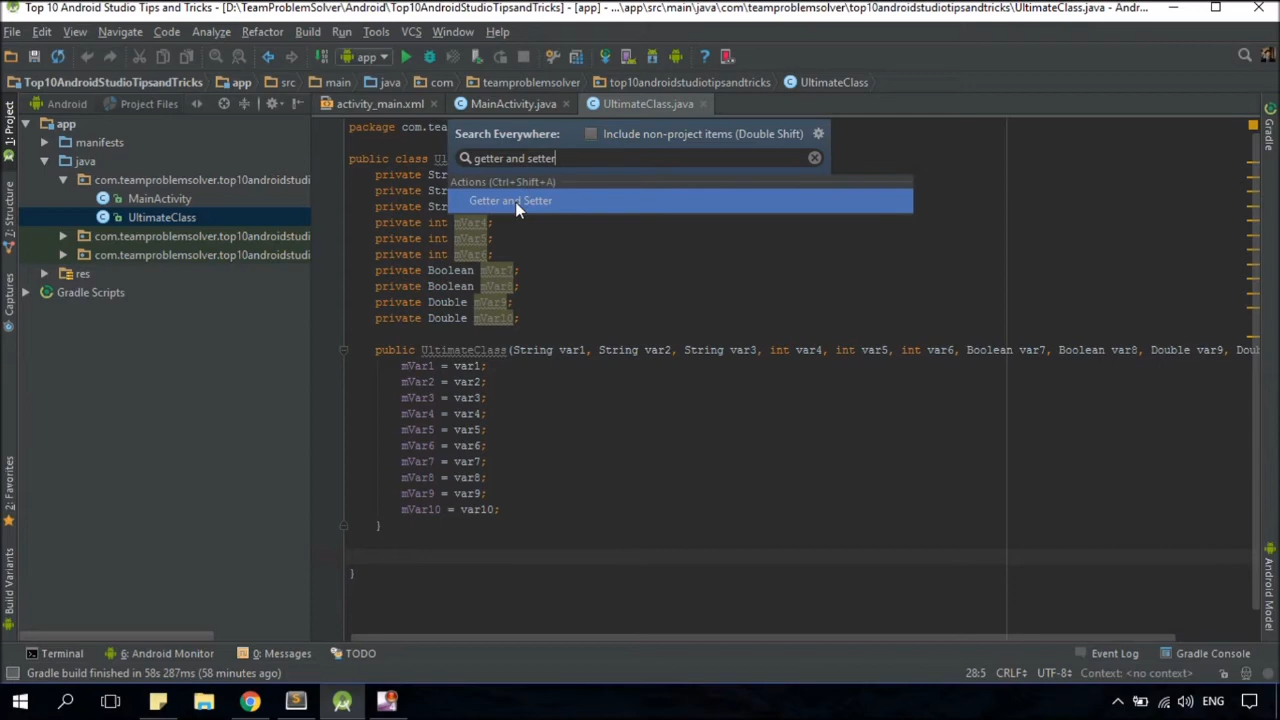 Top 10 Android Studio Tips and Tricks - [D:\TeamProblemSolver\Android\Top10AndroidStudioTipsandTricks] - [app] - ...\app\src\main\java\com\teamproblemsolver\top10androidstudiotipsandtricks\UltimateClass.java - Andr...
File Edit View Navigate Code Analyze Refactor Build Run Tools VCS Window Help
app
Top10AndroidStudioTipsandTricks app src main java com teamproblemsolver top10androidstudiotipsandtricks UltimateClass
Android Project Files activity_main.xml MainActivity.java UltimateClass.java
1: Project
7: Structure
Captures
2: Favorites
Build Variants
app
manifests
java
com.teamproblemsolver.top10androidstudi
MainActivity
UltimateClass
com.teamproblemsolver.top10androidstudi
com.teamproblemsolver.top10androidstudi
res
Gradle Scripts
Search Everywhere: Include non-project items (Double Shift)
getter and setter
Actions (Ctrl+Shift+A)
Getter and Setter
package com.tea
public class Ul
private Str
private Str
private Str
private int mVar4;
private int mVar5;
private int mVar6;
private Boolean mVar7;
private Boolean mVar8;
private Double mVar9;
private Double mVar10;
public UltimateClass(String var1, String var2, String var3, int var4, int var5, int var6, Boolean var7, Boolean var8, Double var9, Dou
mVar1 = var1;
mVar2 = var2;
mVar3 = var3;
mVar4 = var4;
mVar5 = var5;
mVar6 = var6;
mVar7 = var7;
mVar8 = var8;
mVar9 = var9;
mVar10 = var10;
}
}
Gradle
Android Model
Terminal 6: Android Monitor 0: Messages TODO Event Log Gradle Console
Gradle build finished in 58s 287ms (58 minutes ago) 28:5 CRLF UTF-8 Context: <no context>
ENG